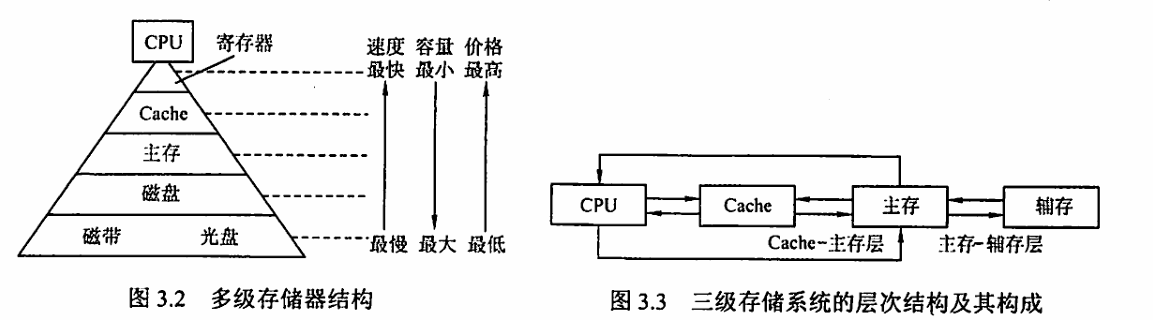 CPU
寄存器
速度 容量 价格
最快 最小 最高
Cache
主存
磁盘
磁带 光盘
最慢 最大 最低
图 3.2 多级存储器结构
CPU
Cache
主存
辅存
Cache-主存层
主存-辅存层
图 3.3 三级存储系统的层次结构及其构成